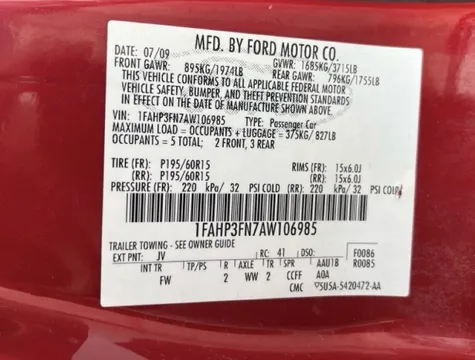 MFD. BY FORD MOTOR CO.
DATE: 07/09 GVWR: 1685KG/3715LB
FRONT GAWR: 895KG/1974LB REAR GAWR: 796KG/1755LB
THIS VEHICLE CONFORMS TO ALL APPLICABLE FEDERAL MOTOR
VEHICLE SAFETY, BUMPER, AND THEFT PREVENTION STANDARDS
IN EFFECT ON THE DATE OF MANUFACTURE SHOWN ABOVE.
VIN: 1FAHP3FN7AW106985 TYPE: Passenger Car
MAXIMUM LOAD = OCCUPANTS + LUGGAGE = 375KG/827LB
OCCUPANTS = 5 TOTAL; 2 FRONT, 3 REAR
TIRE (FR): P195/60R15 RIMS (FR): 15x6.0J
(RR): P195/60R15 (RR): 15x6.0J
PRESSURE (FR) 220 kPa/ 32 PSI COLD (RR) 220 kPa/ 32 PSI COLD
1FAHP3FN7AW106985
TRAILER TOWING - SEE OWNER GUIDE
EXT PNT: JV RC: 41 DSO: F0086
INT TR TP/PS R AXLE TR SPR AAU1B R0085
FW 2 WW 2 CCFF AOA
CMC 5U5A-5420472-AA